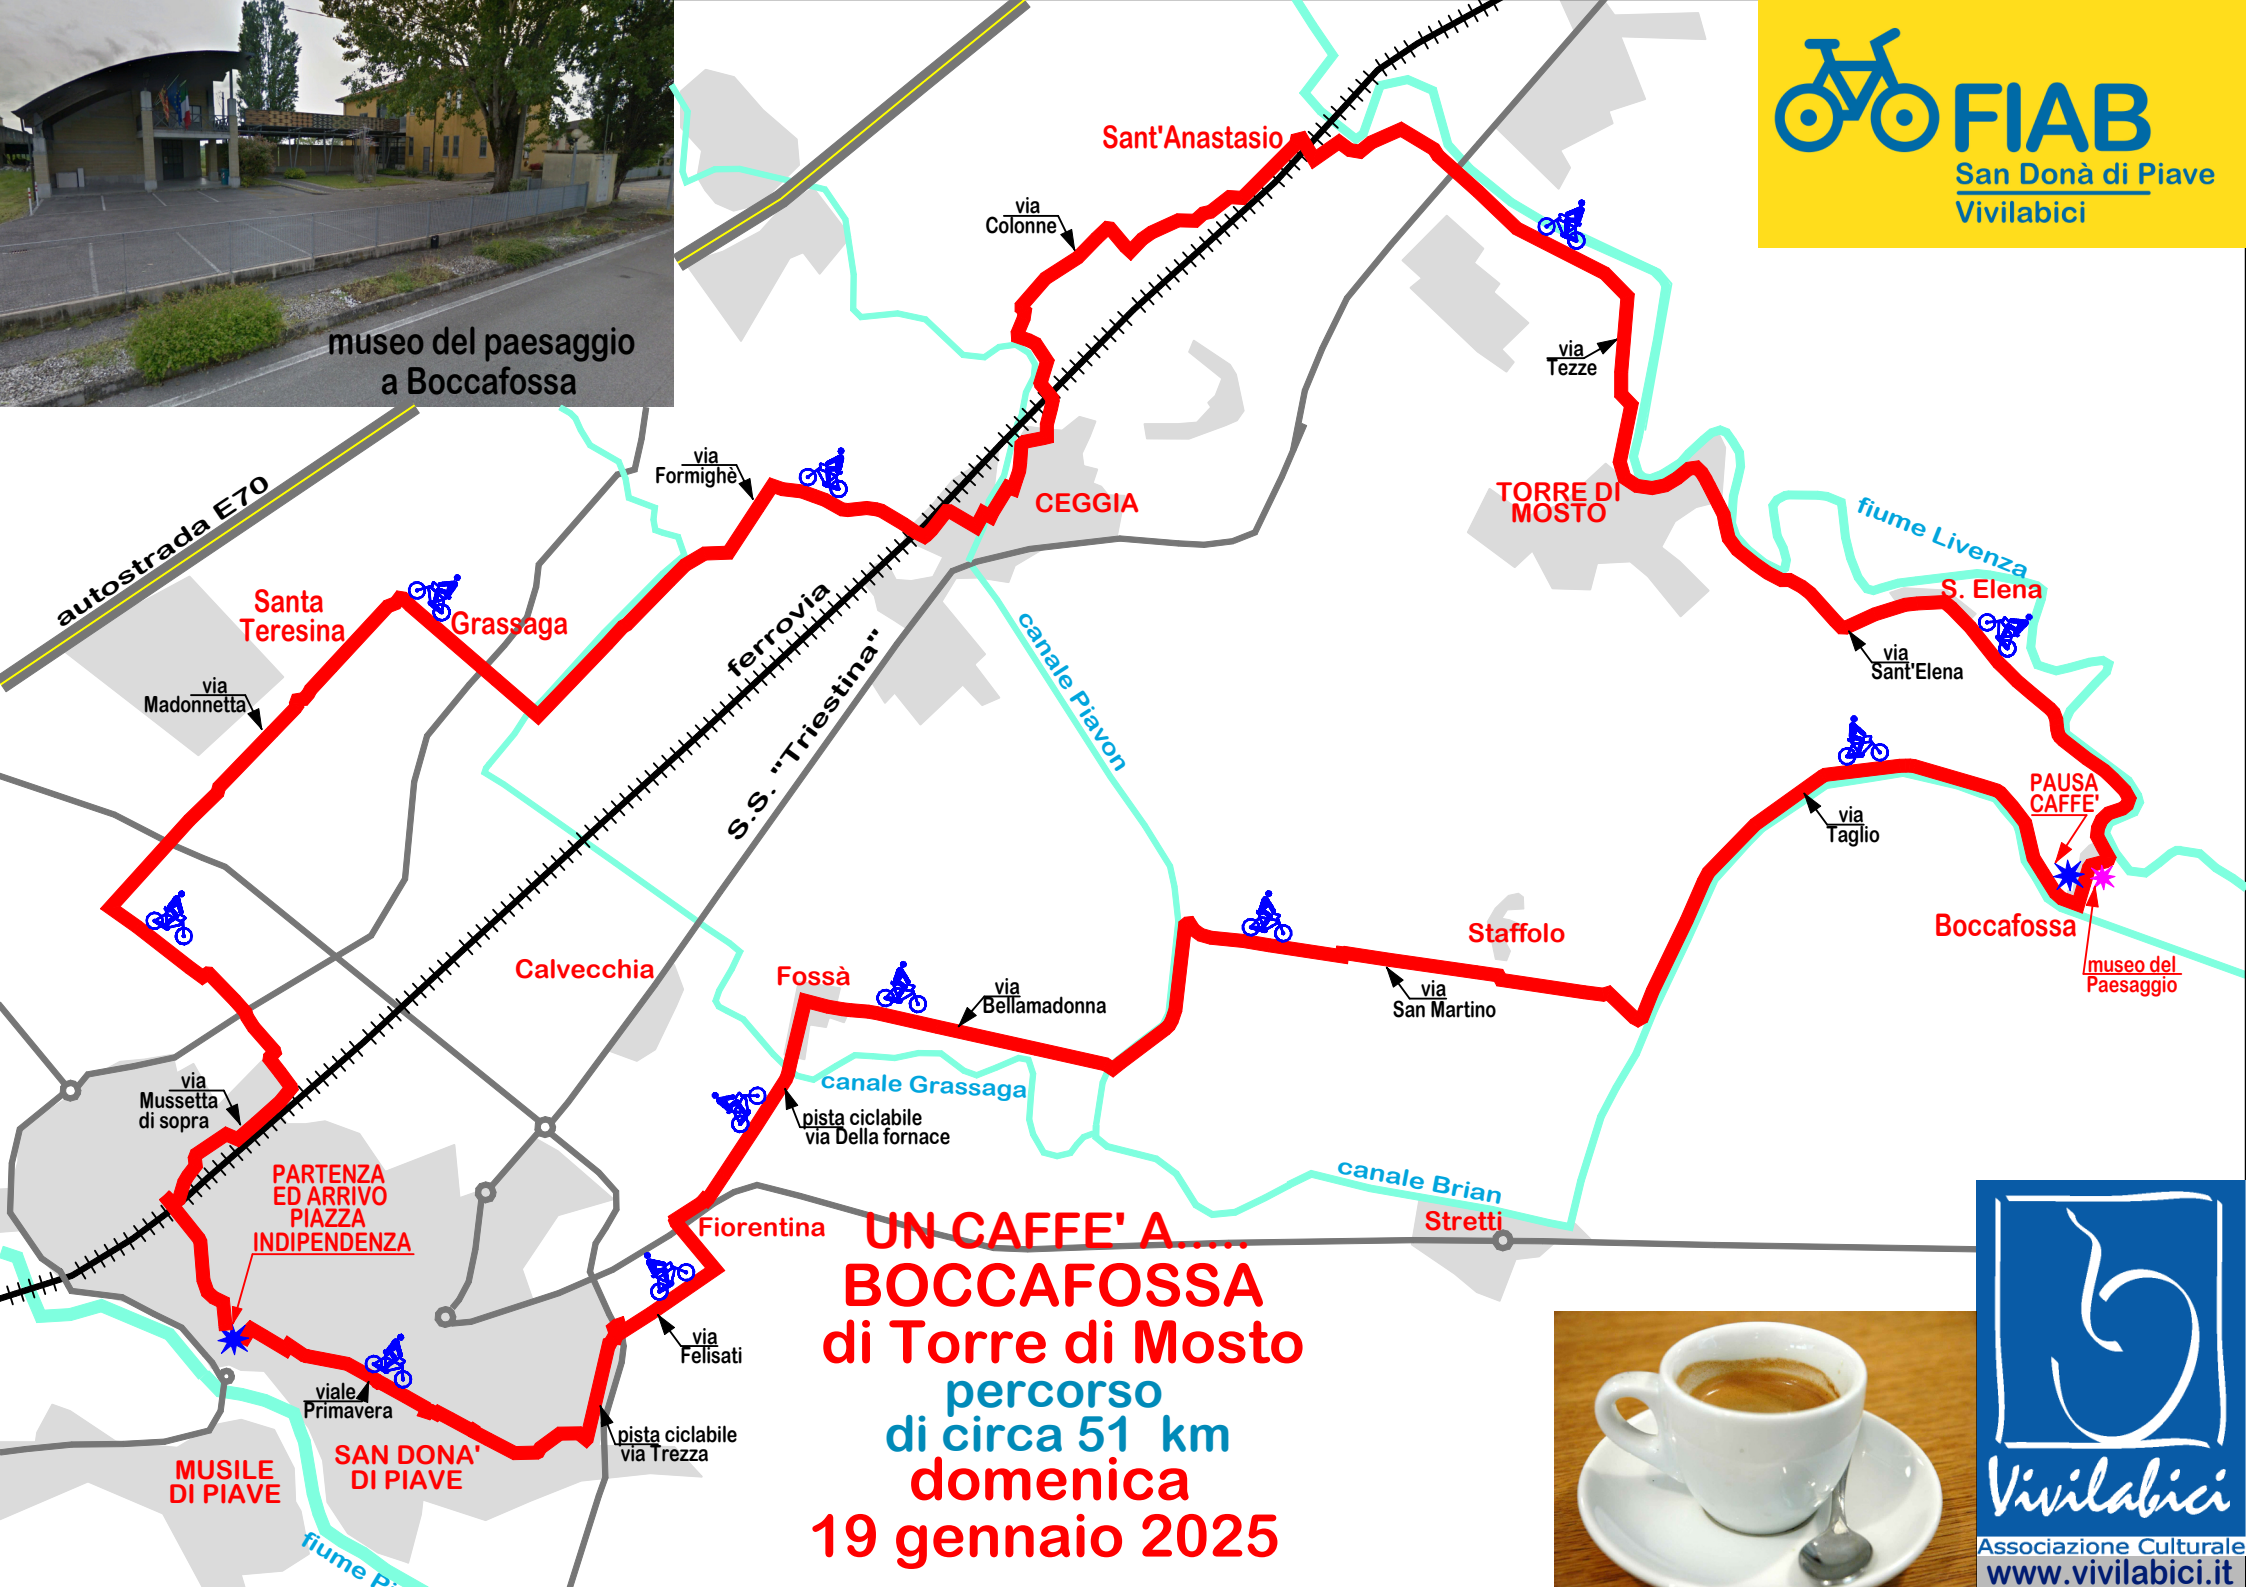 museo del paesaggio
a Boccafossa
FIAB
San Donà di Piave
Vivilabici
Sant'Anastasio
via
Colonne
via
Tezze
via
Formighè
CEGGIA
TORRE DI
MOSTO
fiume Livenza
S. Elena
via
Sant'Elena
autostrada E70
Santa
Teresina
Grassaga
via
Madonnetta
ferrovia
S.S. "Triestina"
canale Piavon
PAUSA
CAFFE'
via
Taglio
Boccafossa
museo del
Paesaggio
Staffolo
via
San Martino
Calvecchia
Fossà
via
Bellamadonna
canale Grassaga
pista ciclabile
via Della fornace
via
Mussetta
di sopra
PARTENZA
ED ARRIVO
PIAZZA
INDIPENDENZA
canale Brian
Stretti
Fiorentina
via
Felisati
viale
Primavera
pista ciclabile
via Trezza
SAN DONA'
DI PIAVE
MUSILE
DI PIAVE
fiume
UN CAFFE' A.....
BOCCAFOSSA
di Torre di Mosto
percorso
di circa 51 km
domenica
19 gennaio 2025
Vivilabici
Associazione Culturale
www.vivilabici.it